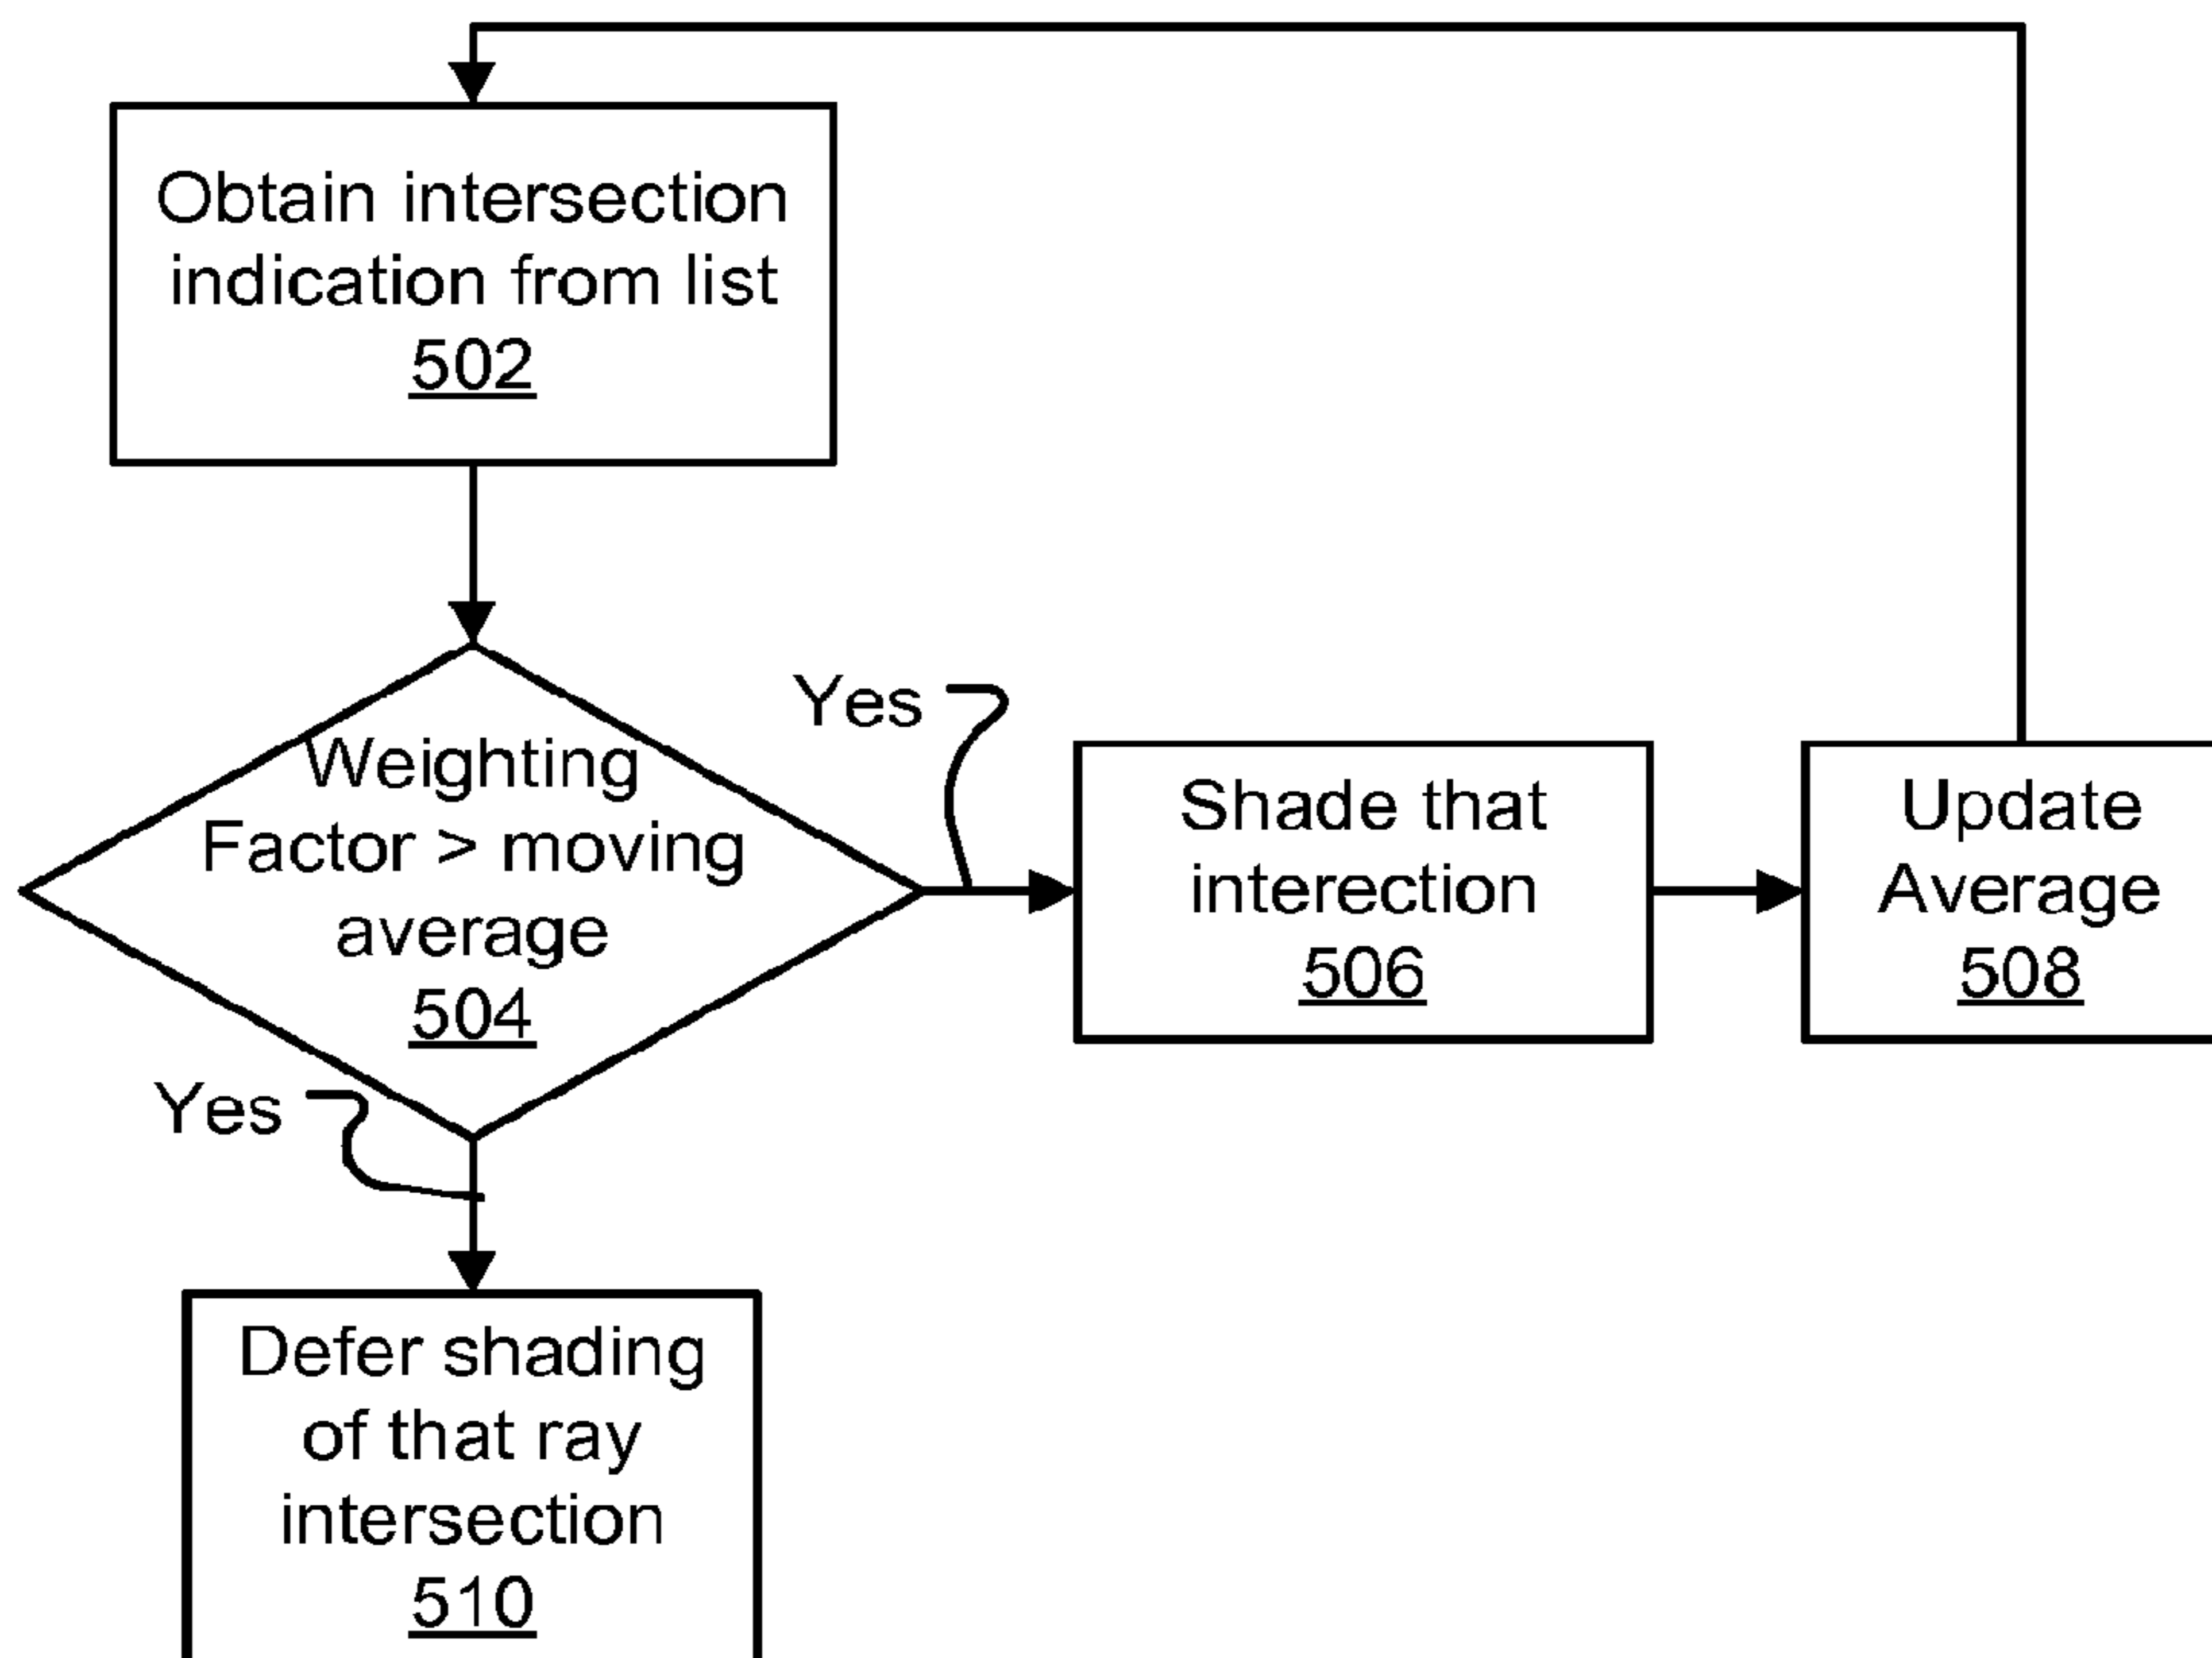 Obtain intersection
indication from list
502
Weighting
Factor > moving
average
504
Yes
Shade that
interection
506
Update
Average
508
Yes
Defer shading
of that ray
intersection
510